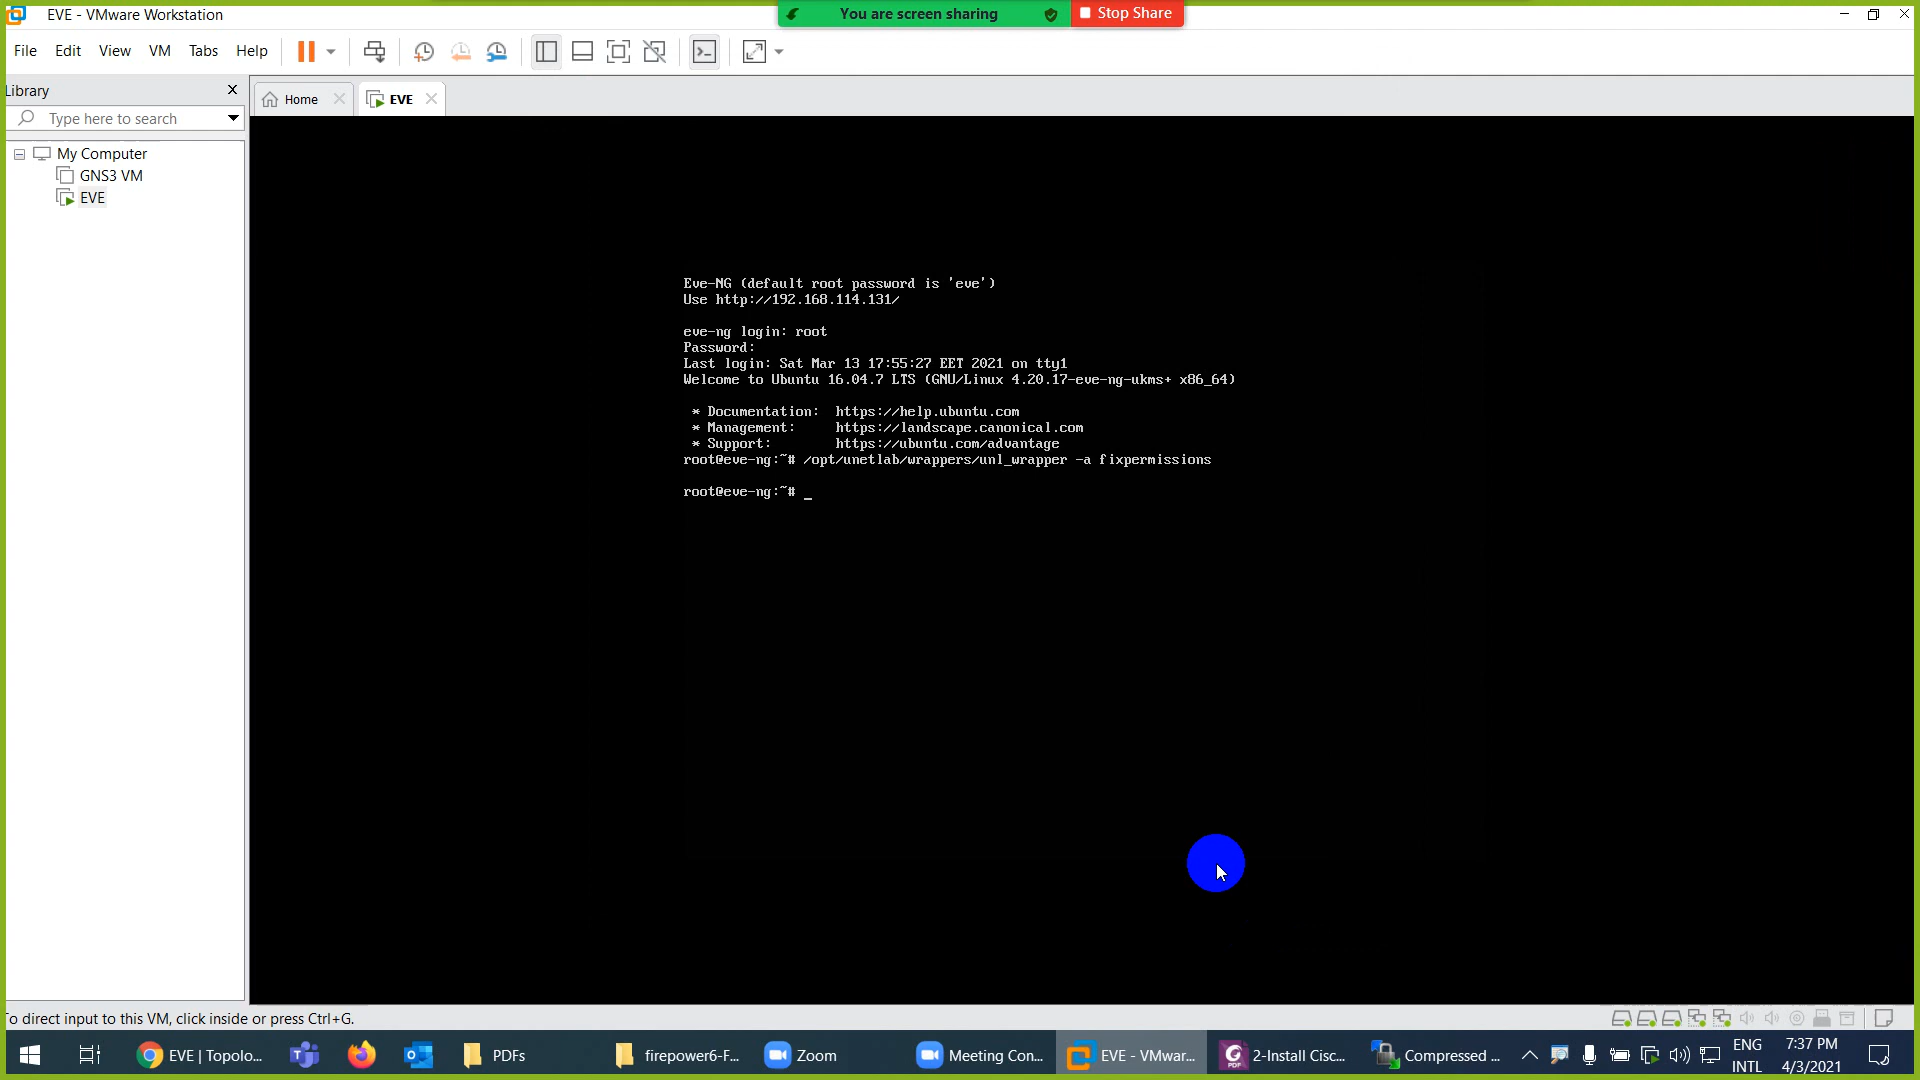 EVE - VMware Workstation
You are screen sharing
Stop Share
File Edit View VM Tabs Help
Library
Type here to search
Home
EVE
My Computer
GNS3 VM
EVE
Eve-NG (default root password is 'eve')
Use http://192.168.114.131/
eve-ng login: root
Password:
Last login: Sat Mar 13 17:55:27 EET 2021 on tty1
Welcome to Ubuntu 16.04.7 LTS (GNU/Linux 4.20.17-eve-ng-ukms+ x86_64)
* Documentation: https://help.ubuntu.com
* Management: https://landscape.canonical.com
* Support: https://ubuntu.com/advantage
root@eve-ng:~# /opt/unetlab/wrappers/unl_wrapper -a fixpermissions
root@eve-ng:~# _
To direct input to this VM, click inside or press Ctrl+G.
EVE | Topolo...
PDFs
firepower6-F...
Zoom
Meeting Con...
EVE - VMwar...
2-Install Cisc...
Compressed ...
ENG
INTL
7:37 PM
4/3/2021